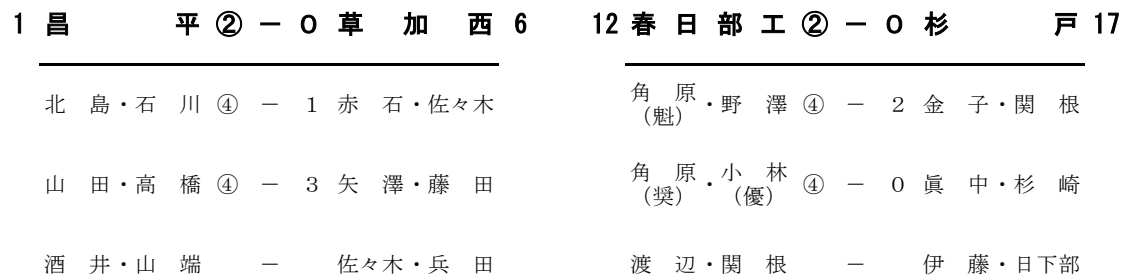 1 昌 平 ② － 0 草 加 西 6
北 島・石 川 ④ － 1 赤 石・佐々木
山 田・高 橋 ④ － 3 矢 澤・藤 田
酒 井・山 端 － 佐々木・兵 田
12 春 日 部 工 ② － 0 杉 戸 17
角 原(魁)・野 澤 ④ － 2 金 子・関 根
角 原(奨)・小 林(優) ④ － 0 眞 中・杉 崎
渡 辺・関 根 － 伊 藤・日下部